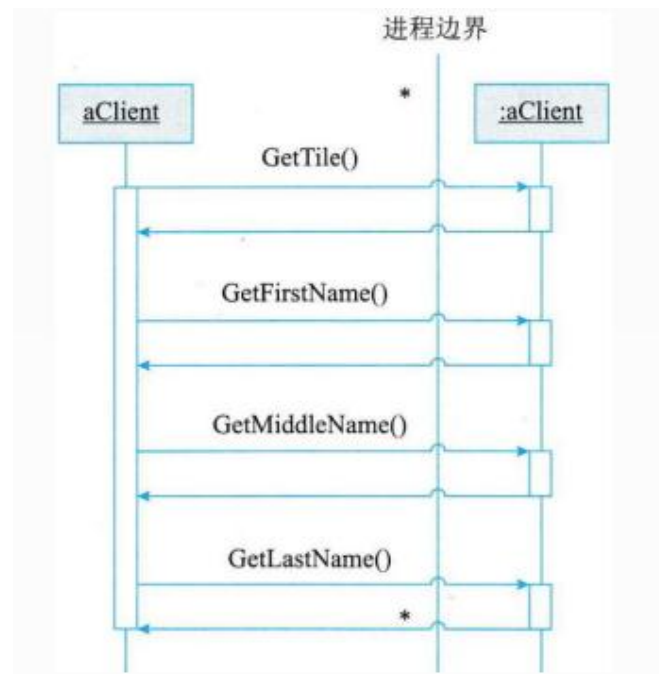 进程边界
*
aClient
:aClient
GetTile()
GetFirstName()
GetMiddleName()
GetLastName()
*